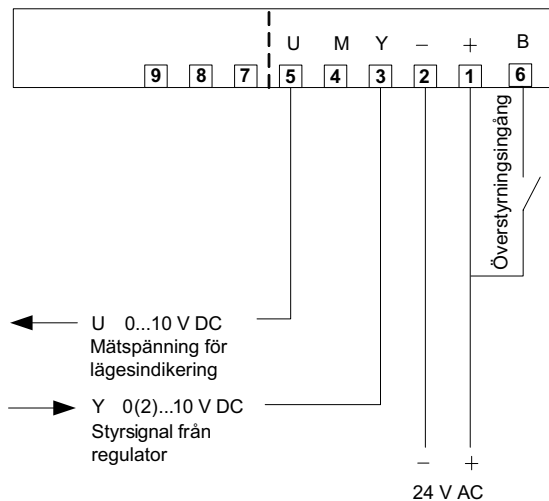 U M Y − + B
9 8 7 5 4 3 2 1 6
Överstyrningsingång
U 0...10 V DC
Mätspänning för
lägesindikering
Y 0(2)...10 V DC
Styrsignal från
regulator
− +
24 V AC